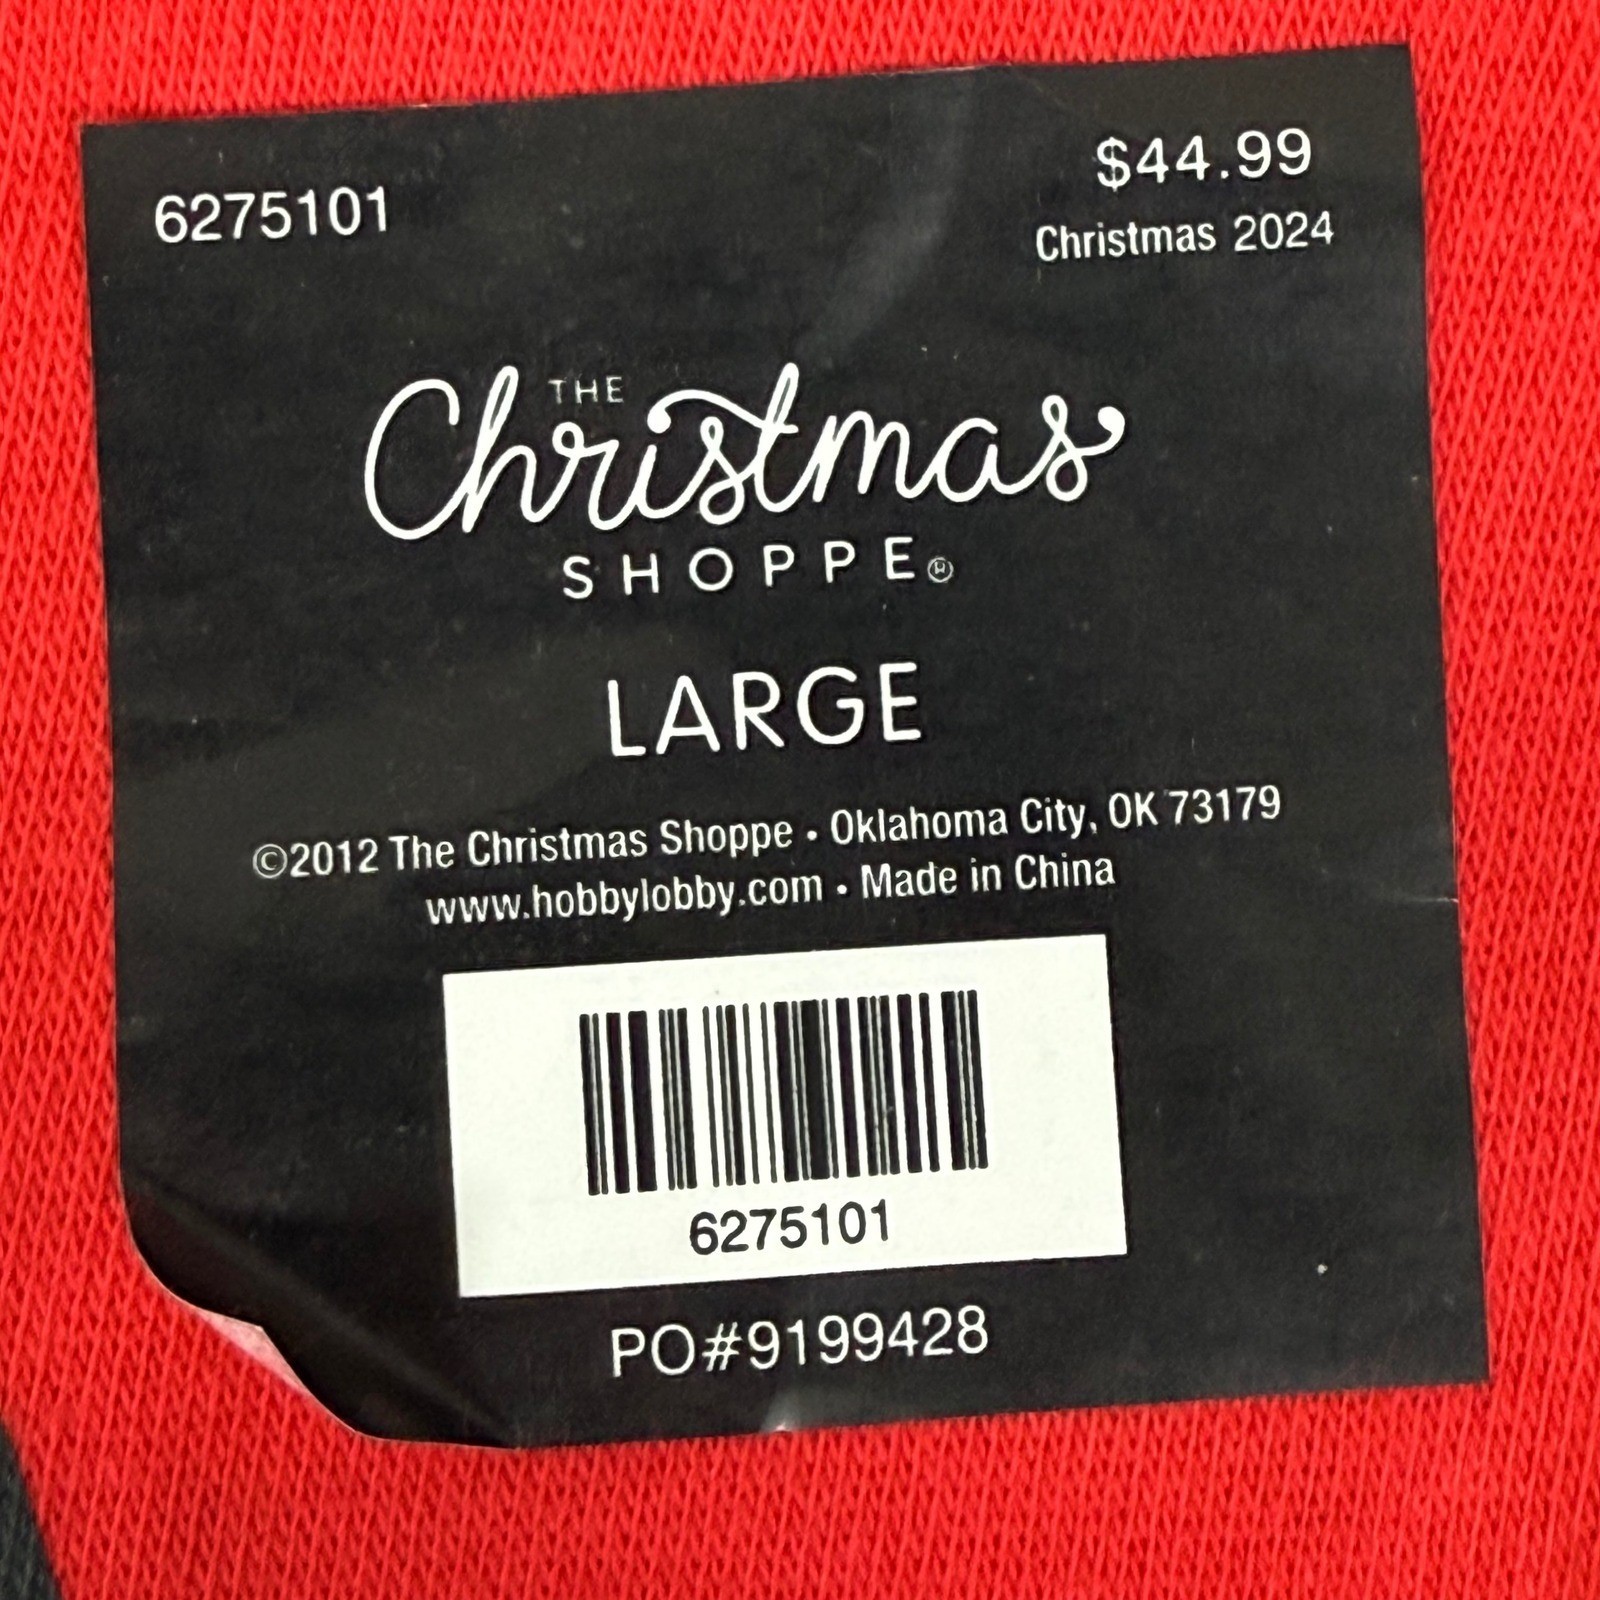 6275101
$44.99
Christmas 2024
THE
Christmas
SHOPPE®
LARGE
©2012 The Christmas Shoppe • Oklahoma City, OK 73179
www.hobbylobby.com • Made in China
6275101
PO#9199428